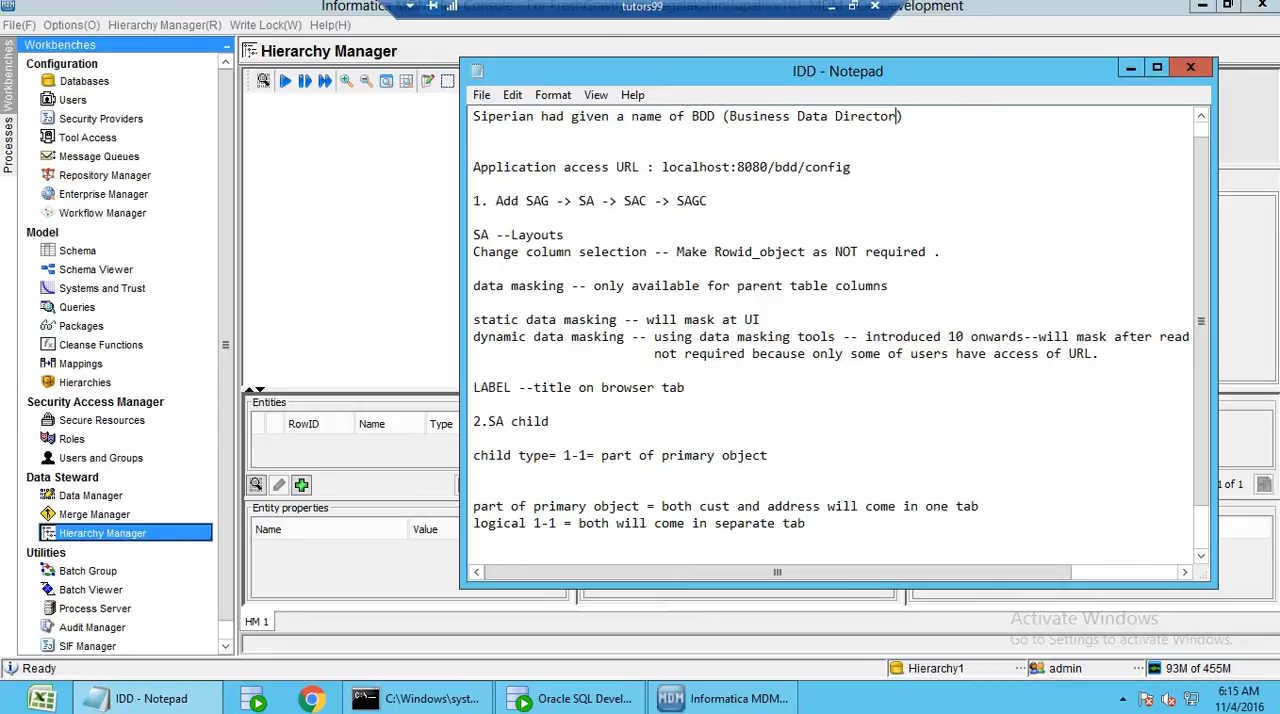 Informatica MDM
Console - For
tutors99
Development
File(F) Options(O) Hierarchy Manager(R) Write Lock(W) Help(H)
Workbenches
Processes
Workbenches
Configuration
Databases
Users
Security Providers
Tool Access
Message Queues
Repository Manager
Enterprise Manager
Workflow Manager
Model
Schema
Schema Viewer
Systems and Trust
Queries
Packages
Cleanse Functions
Mappings
Hierarchies
Security Access Manager
Secure Resources
Roles
Users and Groups
Data Steward
Data Manager
Merge Manager
Hierarchy Manager
Utilities
Batch Group
Batch Viewer
Process Server
Audit Manager
SIF Manager
Hierarchy Manager
Entities
RowID Name Type
Entity properties
Name Value
HM 1
1 of 1
IDD - Notepad
File Edit Format View Help
Siperian had given a name of BDD (Business Data Director)
Application access URL : localhost:8080/bdd/config
1. Add SAG -> SA -> SAC -> SAGC
SA --Layouts
Change column selection -- Make Rowid_object as NOT required .
data masking -- only available for parent table columns
static data masking -- will mask at UI
dynamic data masking -- using data masking tools -- introduced 10 onwards--will mask after read
not required because only some of users have access of URL.
LABEL --title on browser tab
2.SA child
child type= 1-1= part of primary object
part of primary object = both cust and address will come in one tab
logical 1-1 = both will come in separate tab
Activate Windows
Go to Settings to activate Windows.
Ready
Hierarchy1
admin
93M of 455M
IDD - Notepad
C:\Windows\syst...
Oracle SQL Devel...
MDM
Informatica MDM...
6:15 AM
11/4/2016